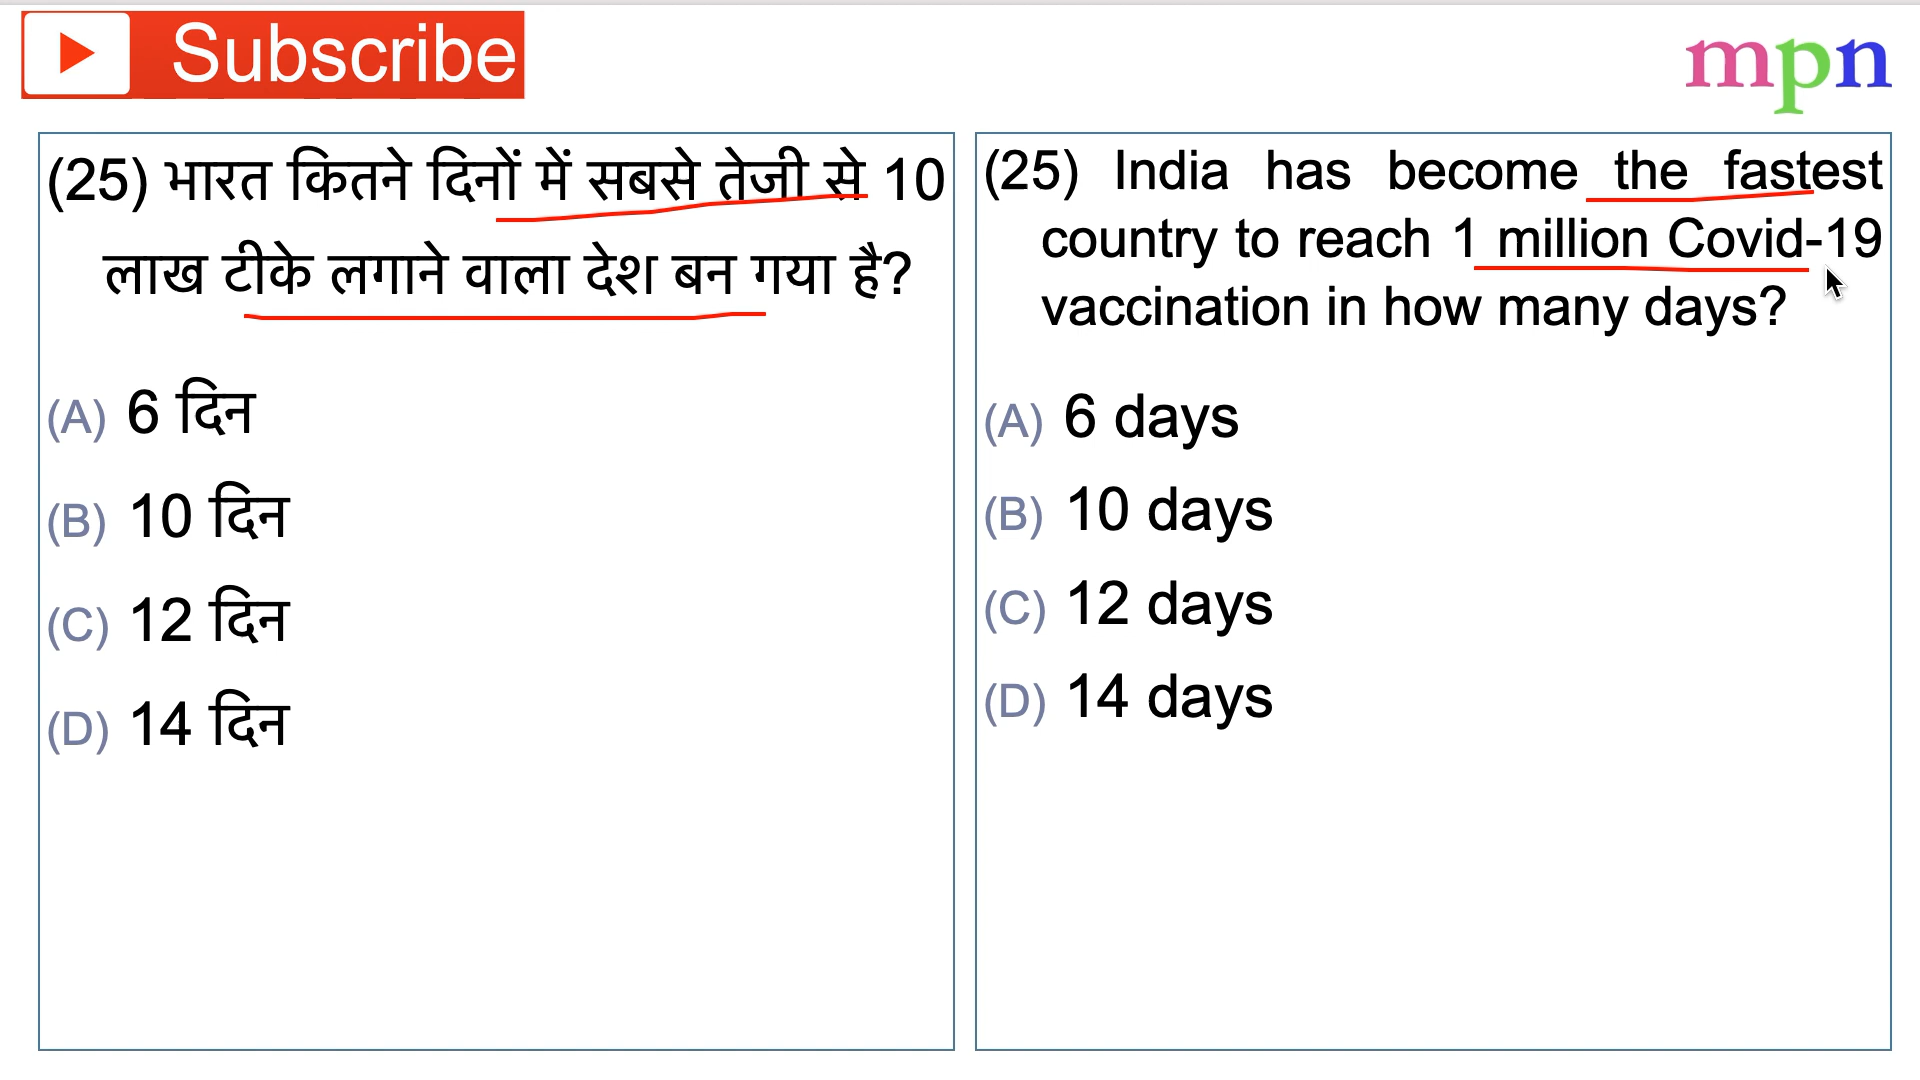 Subscribe
mpn
(25) भारत कितने दिनों में सबसे तेजी से 10
लाख टीके लगाने वाला देश बन गया है?
(A) 6 दिन
(B) 10 दिन
(C) 12 दिन
(D) 14 दिन
(25) India has become the fastest
country to reach 1 million Covid-19
vaccination in how many days?
(A) 6 days
(B) 10 days
(C) 12 days
(D) 14 days